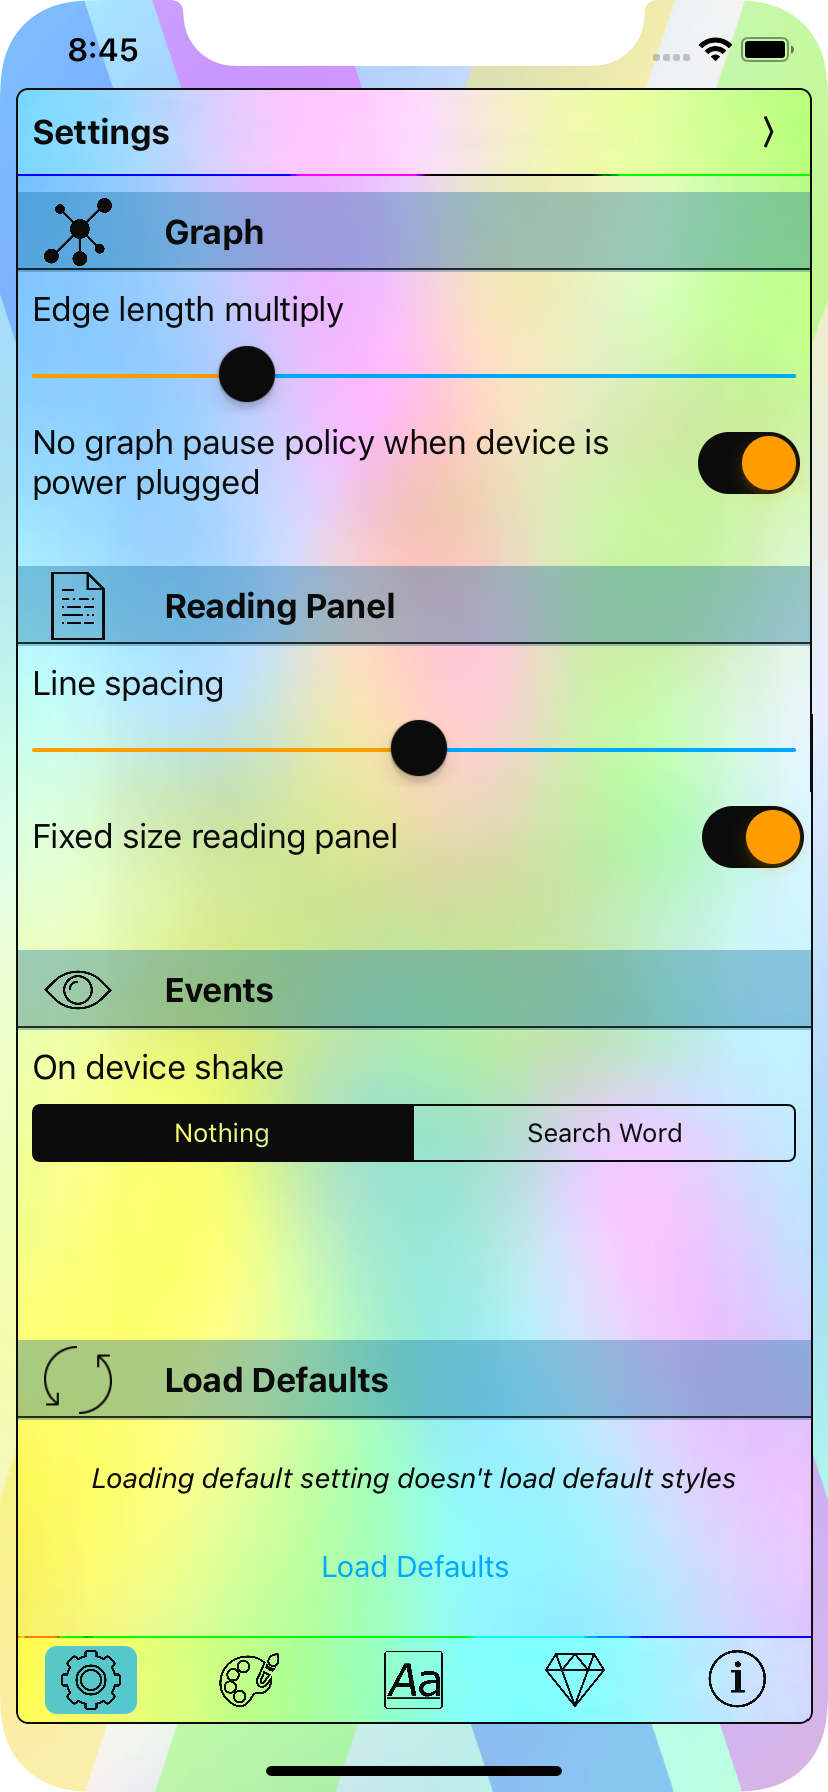 8:45
Settings
Graph
Edge length multiply
No graph pause policy when device is
power plugged
Reading Panel
Line spacing
Fixed size reading panel
Events
On device shake
Nothing
Search Word
Load Defaults
Loading default setting doesn't load default styles
Load Defaults
Aa
i